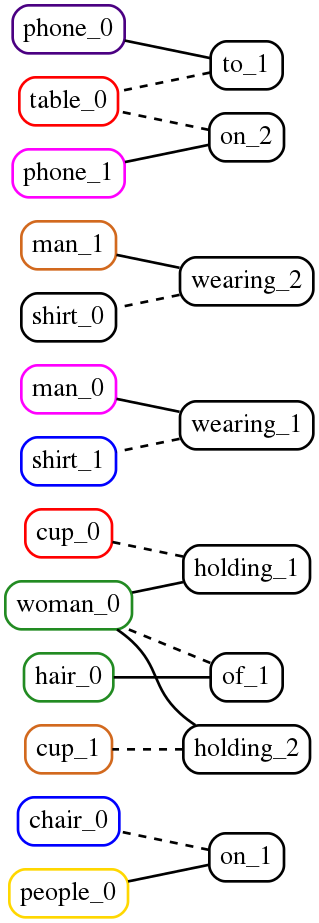 phone_0
to_1
table_0
on_2
phone_1
man_1
wearing_2
shirt_0
man_0
wearing_1
shirt_1
cup_0
holding_1
woman_0
hair_0
of_1
cup_1
holding_2
chair_0
on_1
people_0